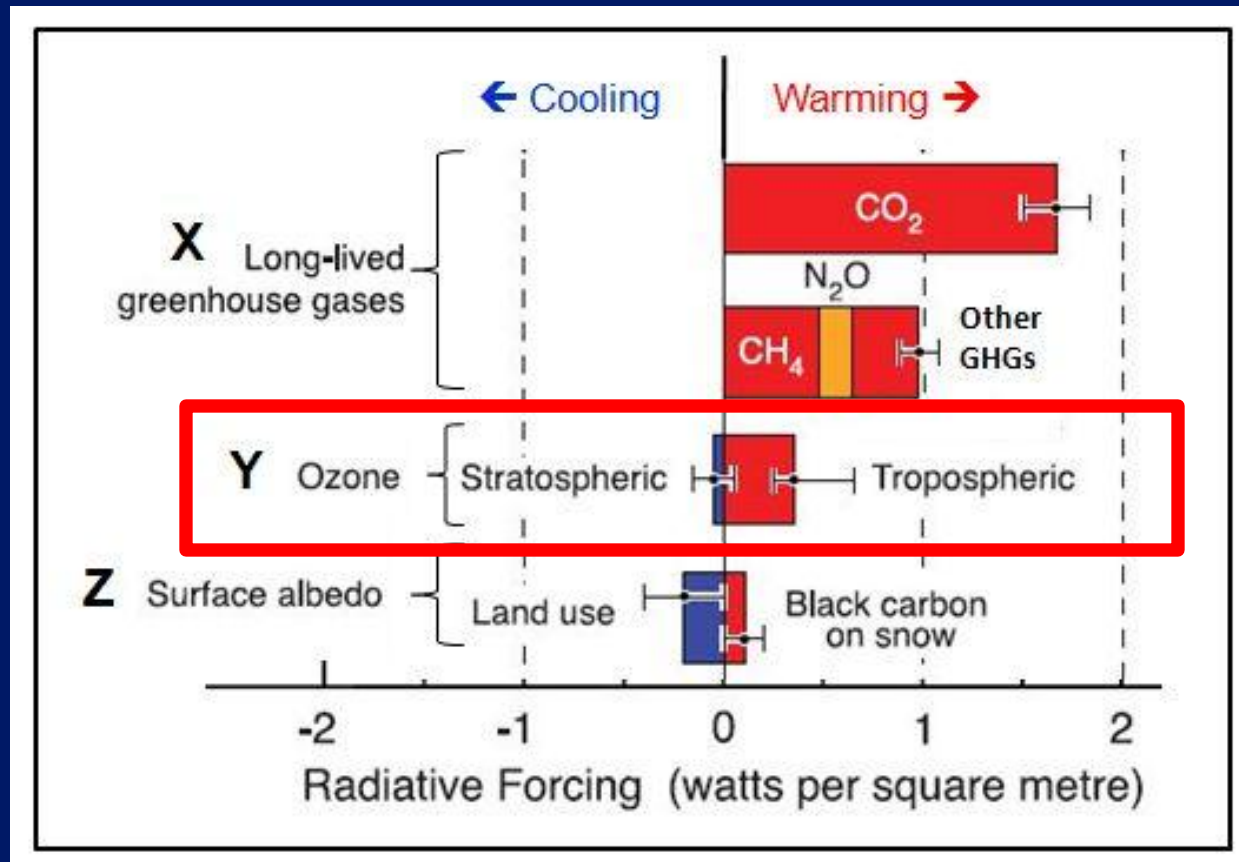 ← Cooling Warming →
CO₂
X Long-lived
greenhouse gases
N₂O
CH₄
Other
GHGs
Y Ozone Stratospheric Tropospheric
Z Surface albedo Land use
Black carbon
on snow
-2 -1 0 1 2
Radiative Forcing (watts per square metre)